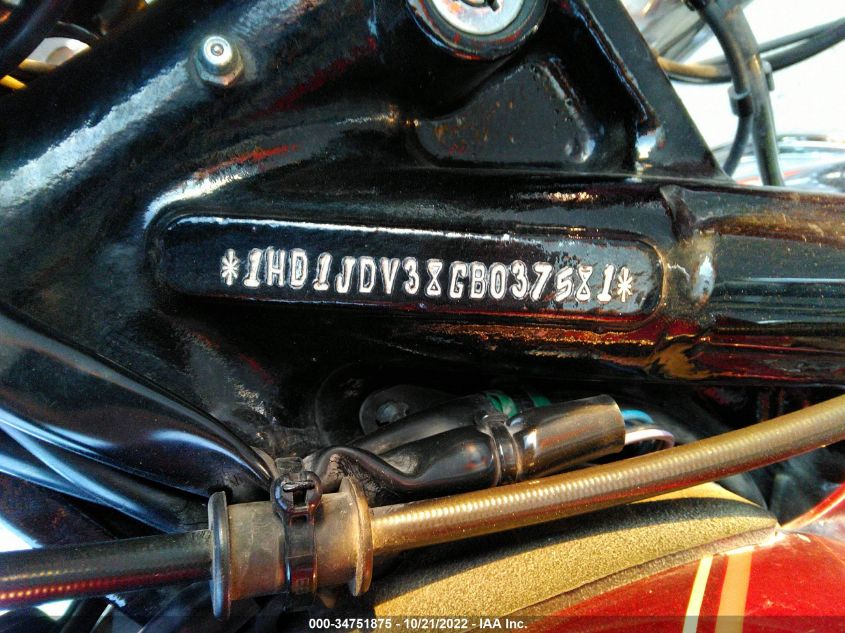 *1HD1JDV38GB037581*
000-34751875 | 10/21/2022 | IAA Inc.